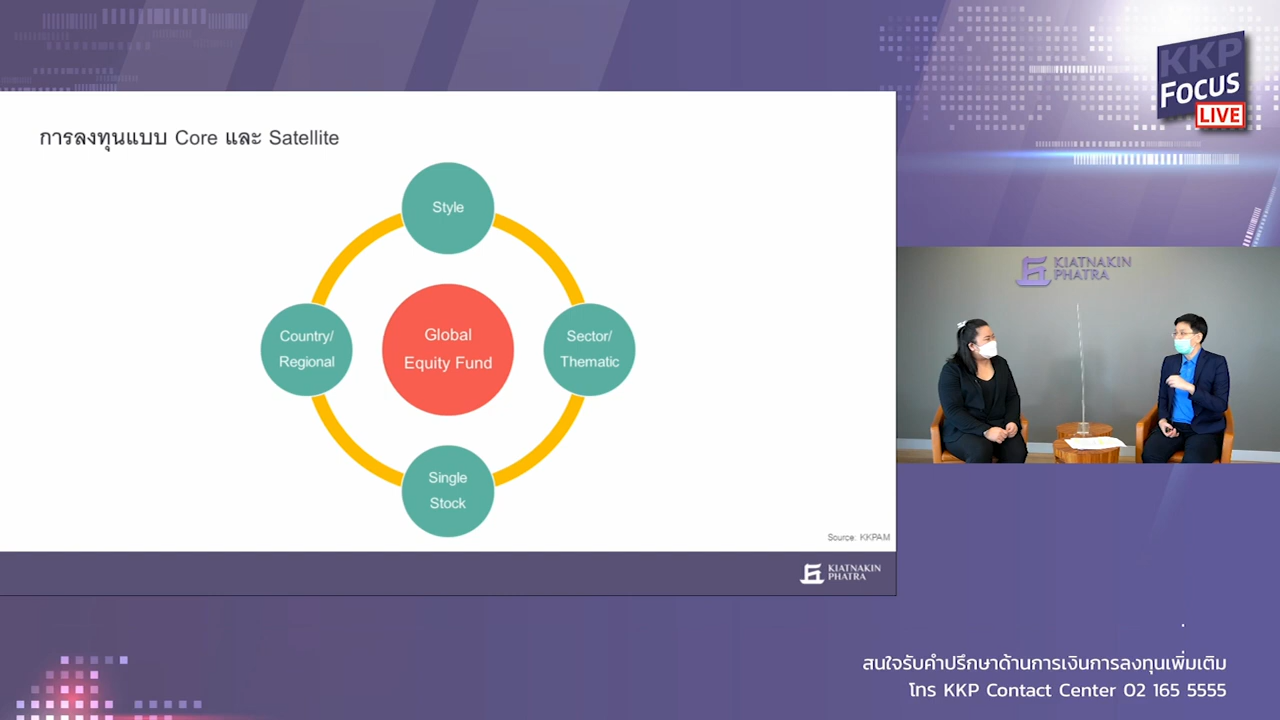 KKP
FOCUS
LIVE
การลงทุนแบบ Core และ Satellite
Style
Country/
Regional
Global
Equity Fund
Sector/
Thematic
Single
Stock
Source: KKPAM
KIATNAKIN
PHATRA
KIATNAKIN
PHATRA
สนใจรับคำปรึกษาด้านการเงินการลงทุนเพิ่มเติม
โทร KKP Contact Center 02 165 5555